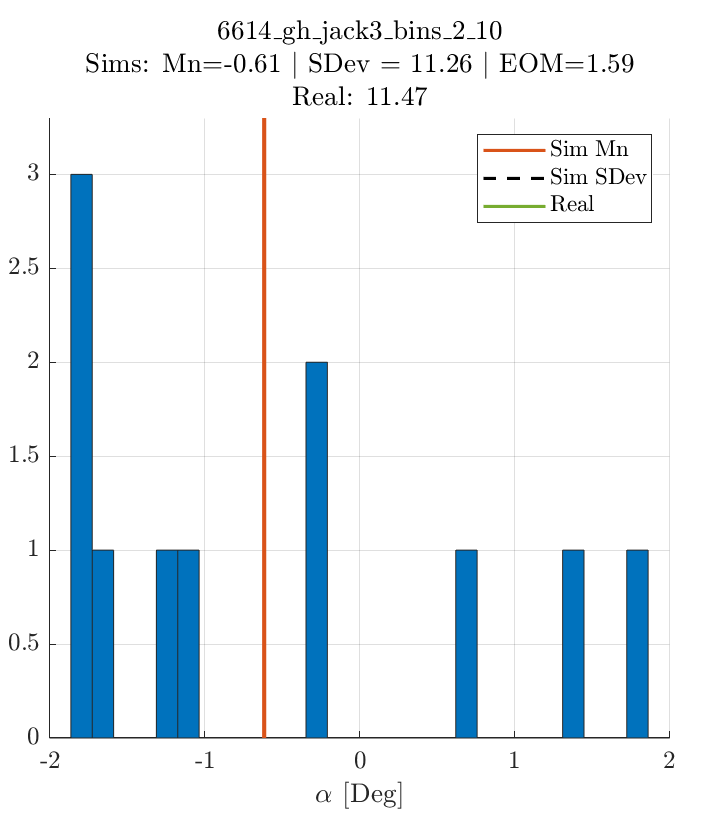 6614_gh_jack3_bins_2_10
Sims: Mn=-0.61 | SDev = 11.26 | EOM=1.59
Real: 11.47
Sim Mn
Sim SDev
Real
3
2.5
2
1.5
1
0.5
0
-2
-1
0
1
2
α [Deg]